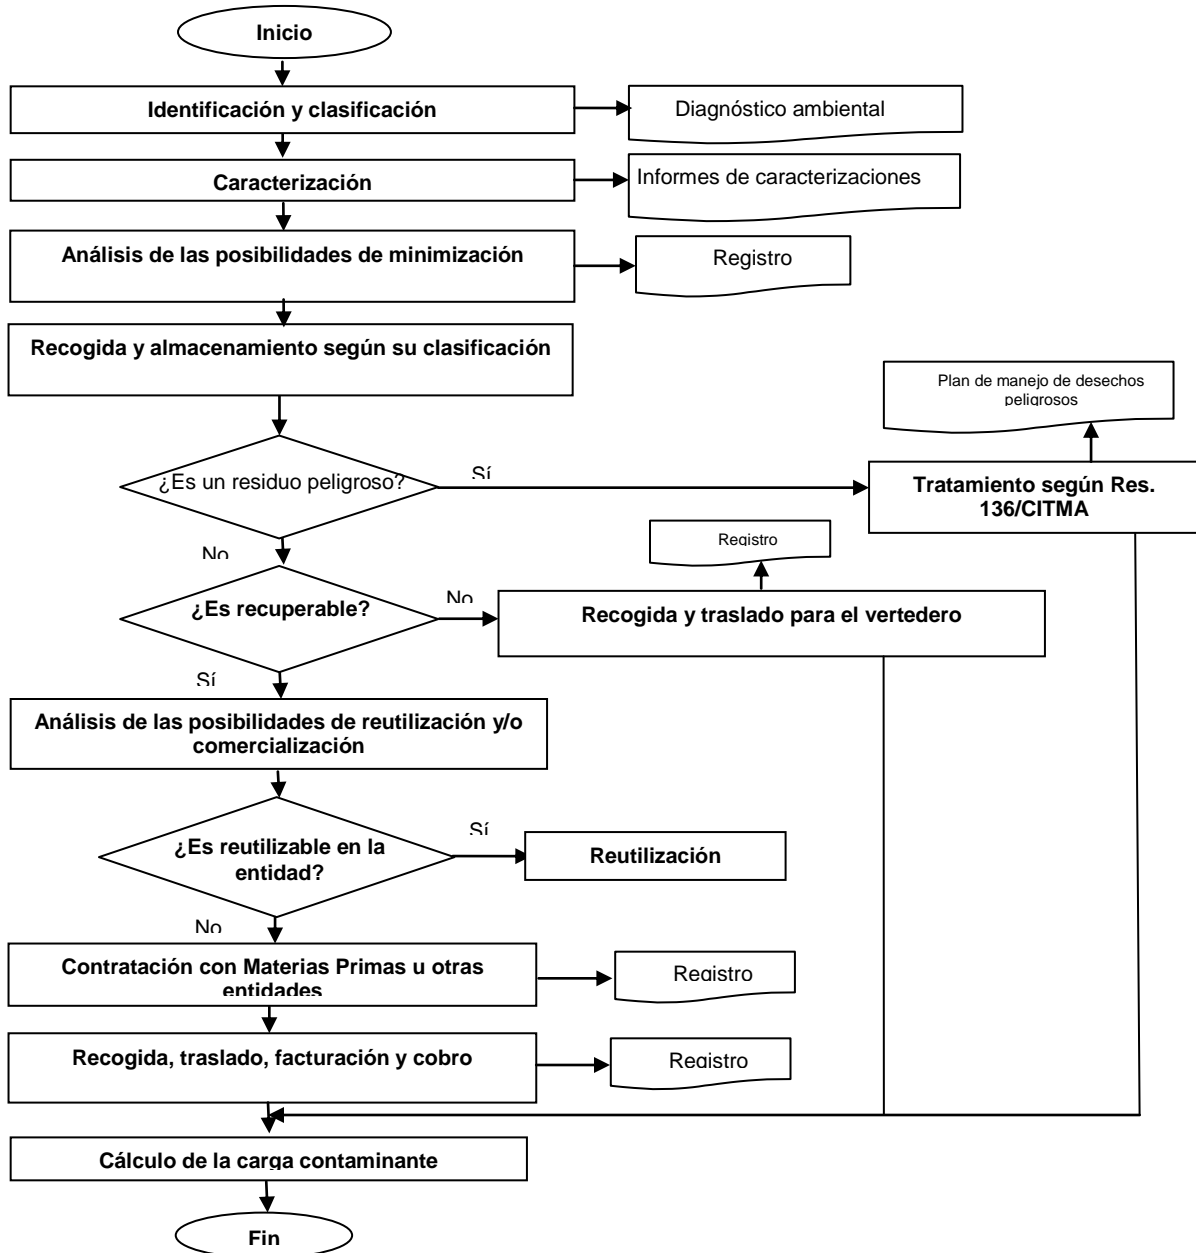 Inicio
Identificación y clasificación
Diagnóstico ambiental
Caracterización
Informes de caracterizaciones
Análisis de las posibilidades de minimización
Registro
Recogida y almacenamiento según su clasificación
Plan de manejo de desechos
peligrosos
¿Es un residuo peligroso?
Sí
Tratamiento según Res.
136/CITMA
No
Registro
¿Es recuperable?
No
Recogida y traslado para el vertedero
Sí
Análisis de las posibilidades de reutilización y/o
comercialización
¿Es reutilizable en la
entidad?
Sí
Reutilización
No
Contratación con Materias Primas u otras
entidades
Registro
Recogida, traslado, facturación y cobro
Registro
Cálculo de la carga contaminante
Fin